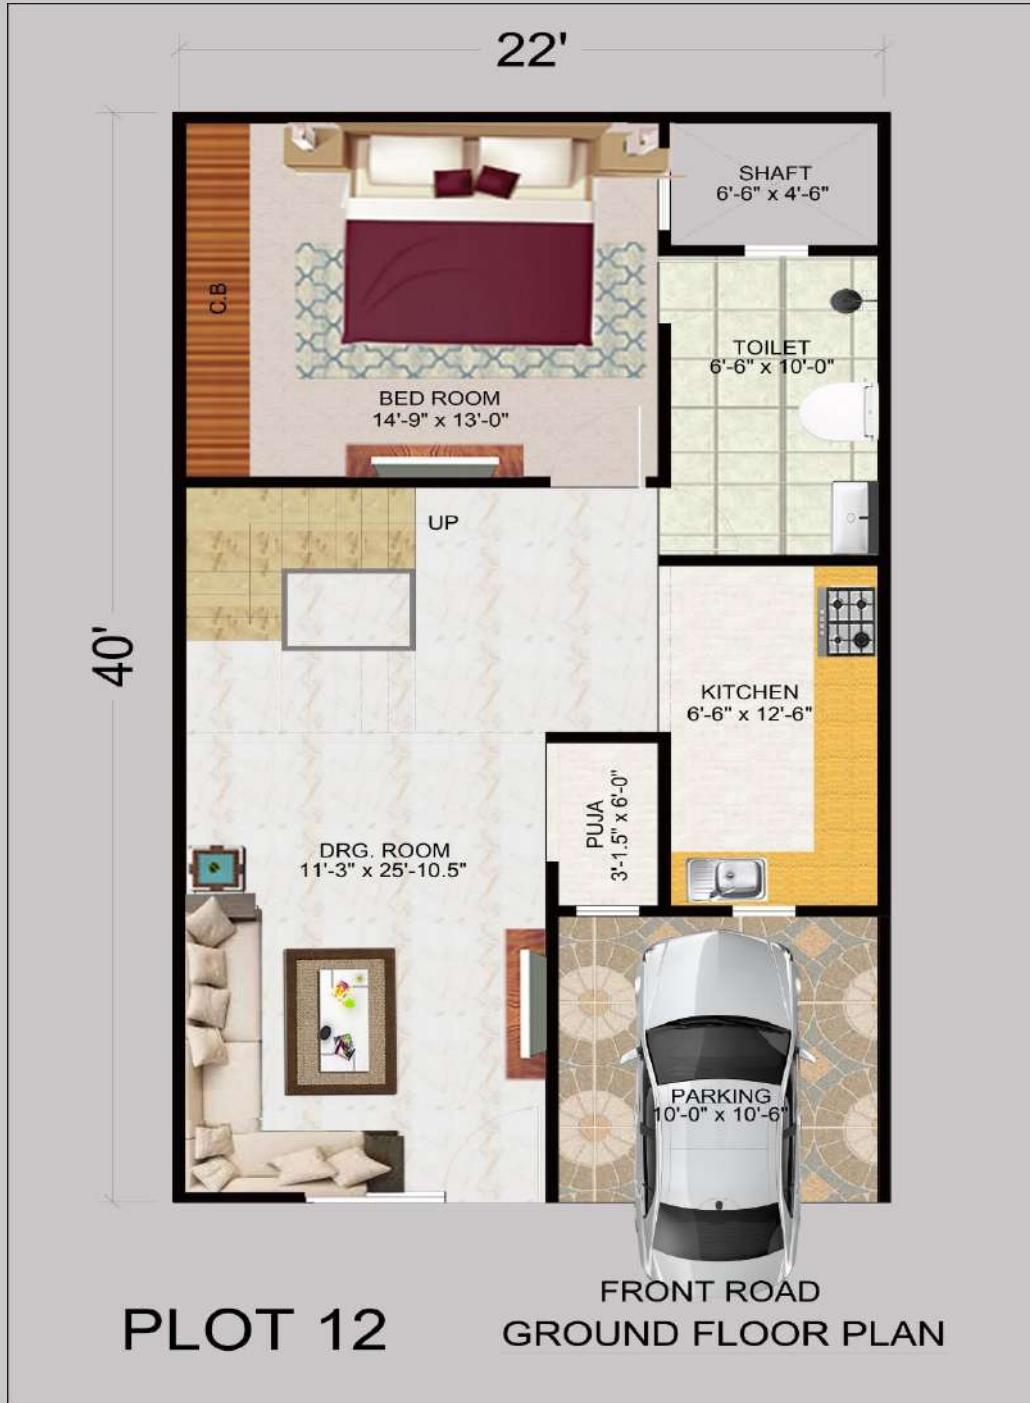 22'
40'
SHAFT
6'-6" x 4'-6"
C.B
TOILET
6'-6" x 10'-0"
BED ROOM
14'-9" x 13'-0"
UP
KITCHEN
6'-6" x 12'-6"
PUJA
3'-1.5" x 6'-0"
DRG. ROOM
11'-3" x 25'-10.5"
PARKING
10'-0" x 10'-6"
FRONT ROAD
PLOT 12
GROUND FLOOR PLAN